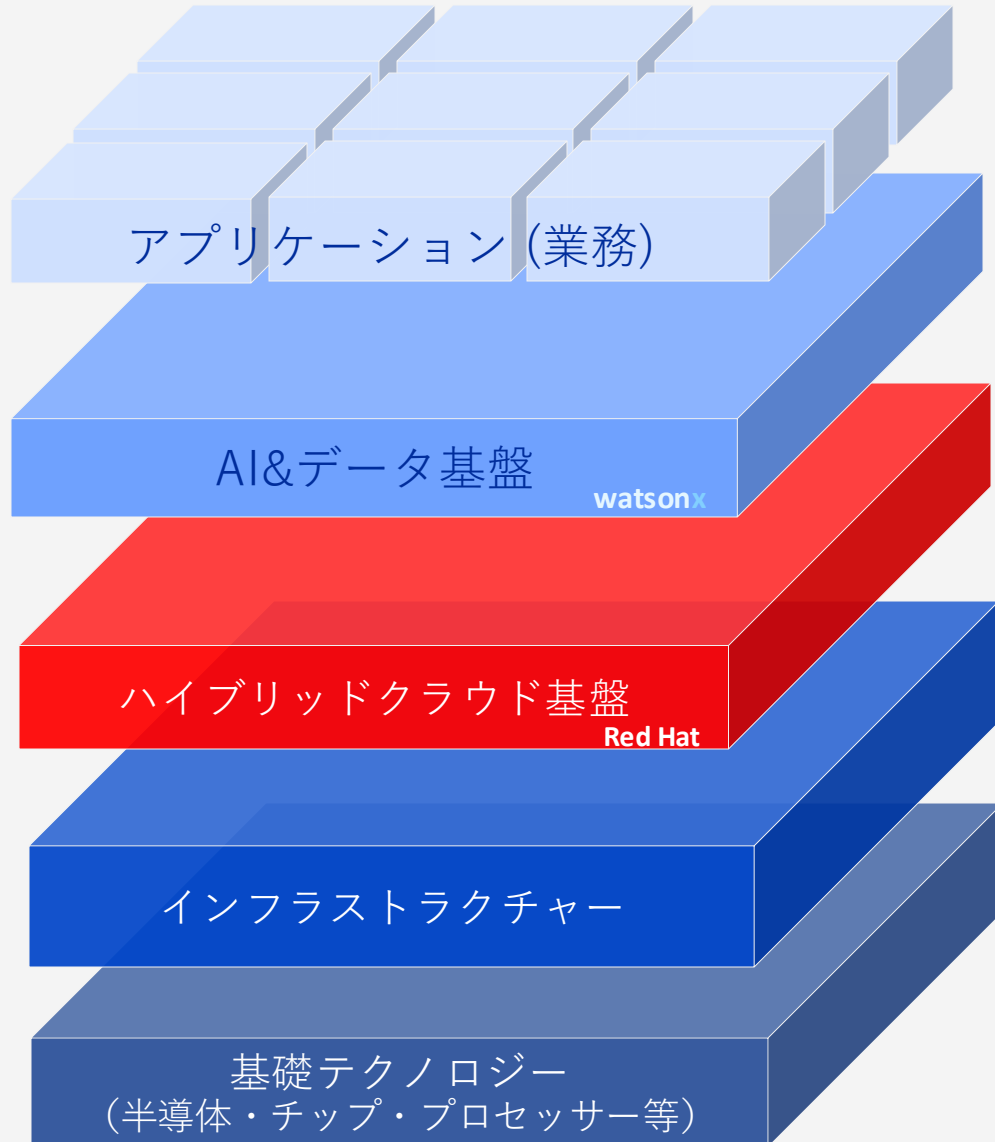 アプリケーション (業務)
AI&データ基盤
watsonx
ハイブリッドクラウド基盤
Red Hat
インフラストラクチャー
基礎テクノロジー
(半導体・チップ・プロセッサー等)